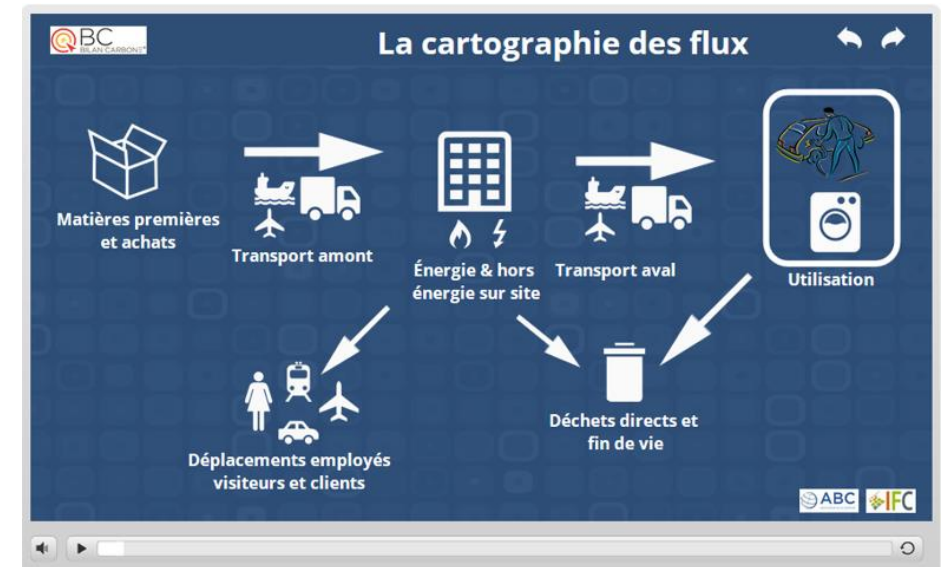 BC
BILAN CARBONE®
La cartographie des flux
Matières premières
et achats
Transport amont
Énergie & hors
énergie sur site
Transport aval
Utilisation
Déplacements employés
visiteurs et clients
Déchets directs et
fin de vie
ABC
IFC